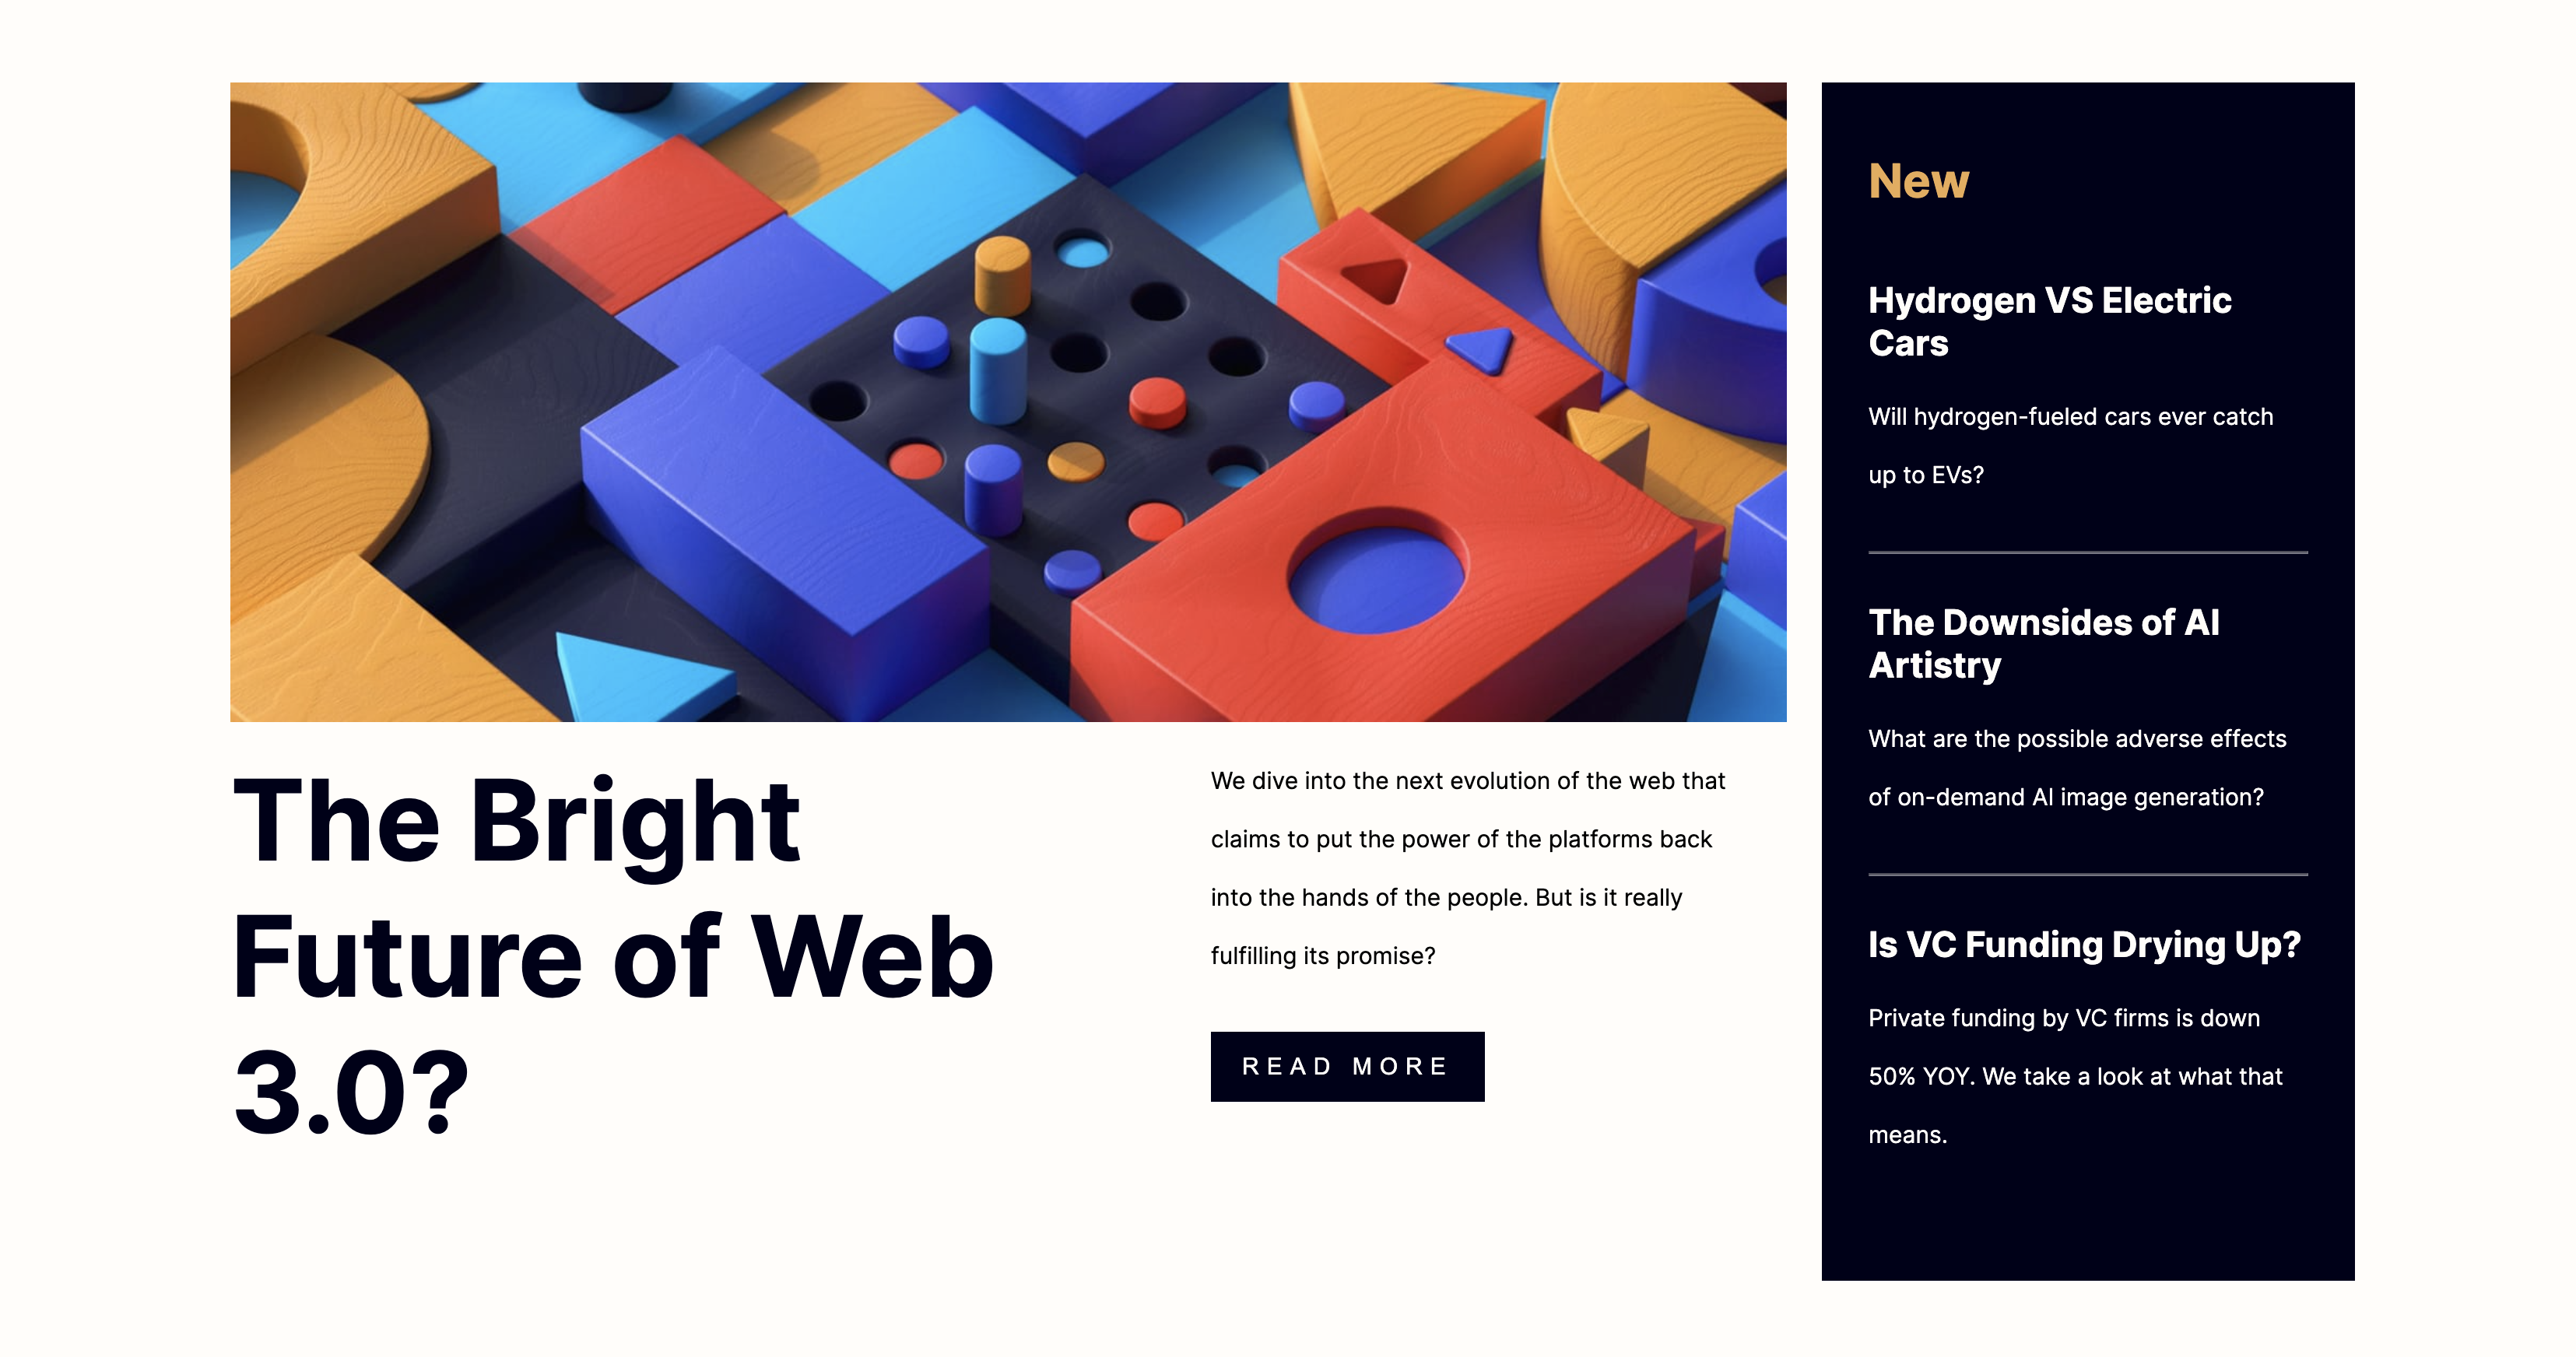 The Bright
Future of Web
3.0?
We dive into the next evolution of the web that
claims to put the power of the platforms back
into the hands of the people. But is it really
fulfilling its promise?
READ MORE
New
Hydrogen VS Electric
Cars
Will hydrogen-fueled cars ever catch
up to EVs?
The Downsides of AI
Artistry
What are the possible adverse effects
of on-demand AI image generation?
Is VC Funding Drying Up?
Private funding by VC firms is down
50% YOY. We take a look at what that
means.